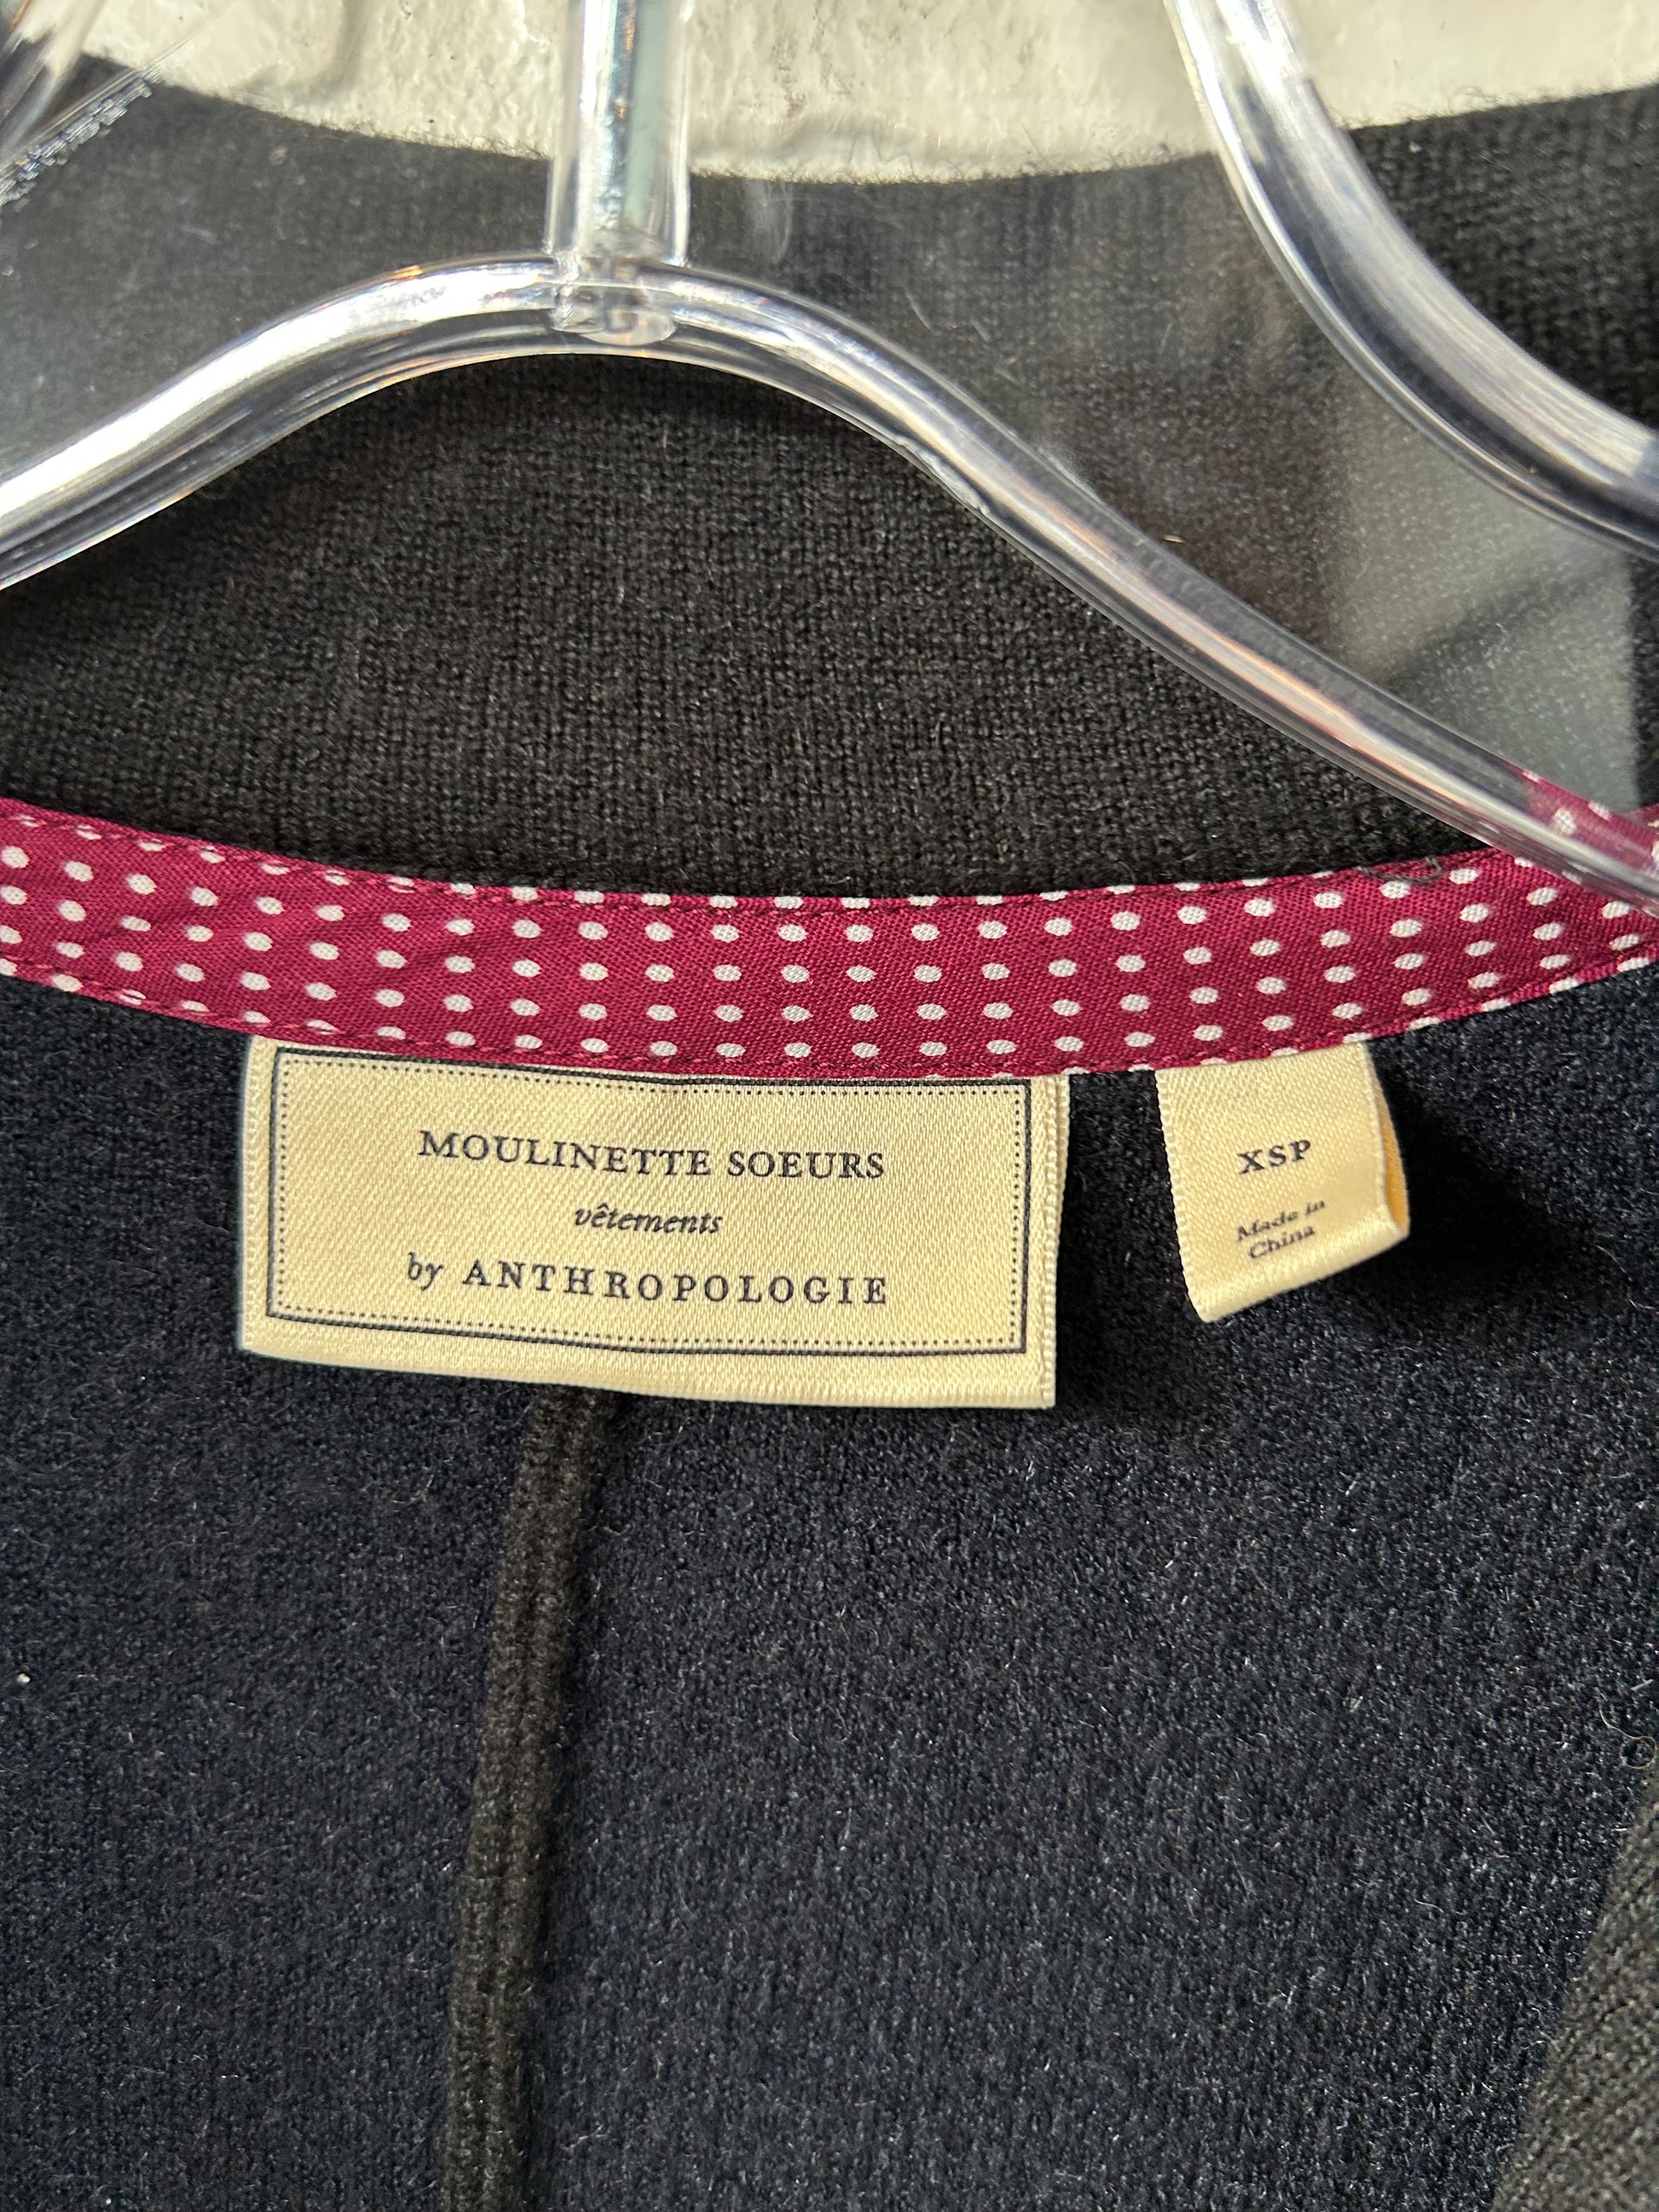 MOULINETTE SOEURS
vêtements
by ANTHROPOLOGIE
XSP
Made in
China